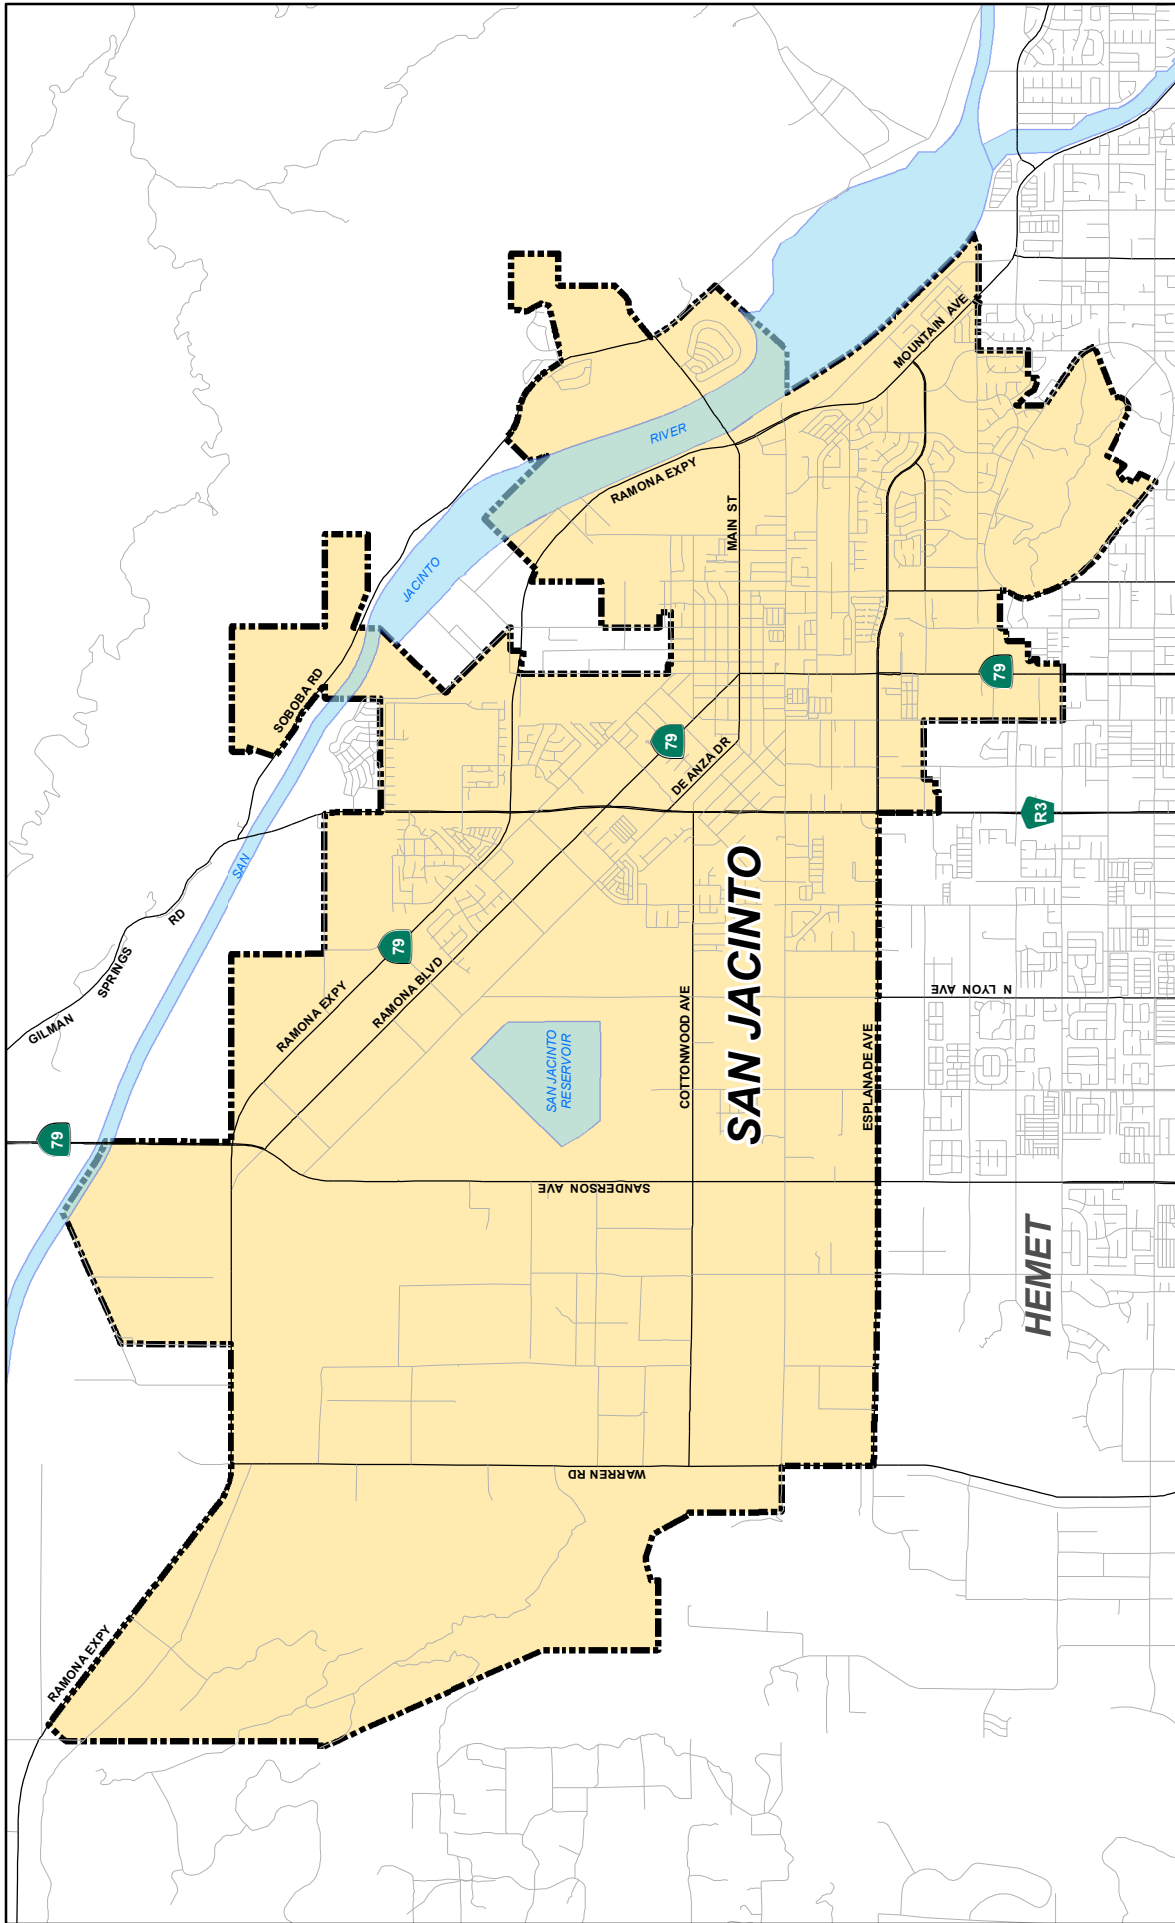 GILMAN
SPRINGS
RD
79
SAN
SOBOBA RD
JACINTO
RIVER
RAMONA EXPY
MAIN ST
MOUNTAIN AVE
79
79
DE ANZA DR
R3
79
RAMONA EXPY
RAMONA BLVD
SAN JACINTO
RESERVOIR
COTTONWOOD AVE
SAN JACINTO
N LYON AVE
ESPLANADE AVE
SANDERSON AVE
HEMET
WARREN RD
RAMONA EXPY